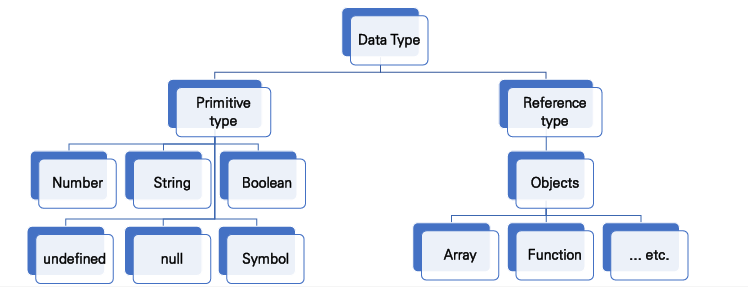 Data Type
Primitive
type
Reference
type
Number
String
Boolean
Objects
undefined
null
Symbol
Array
Function
... etc.